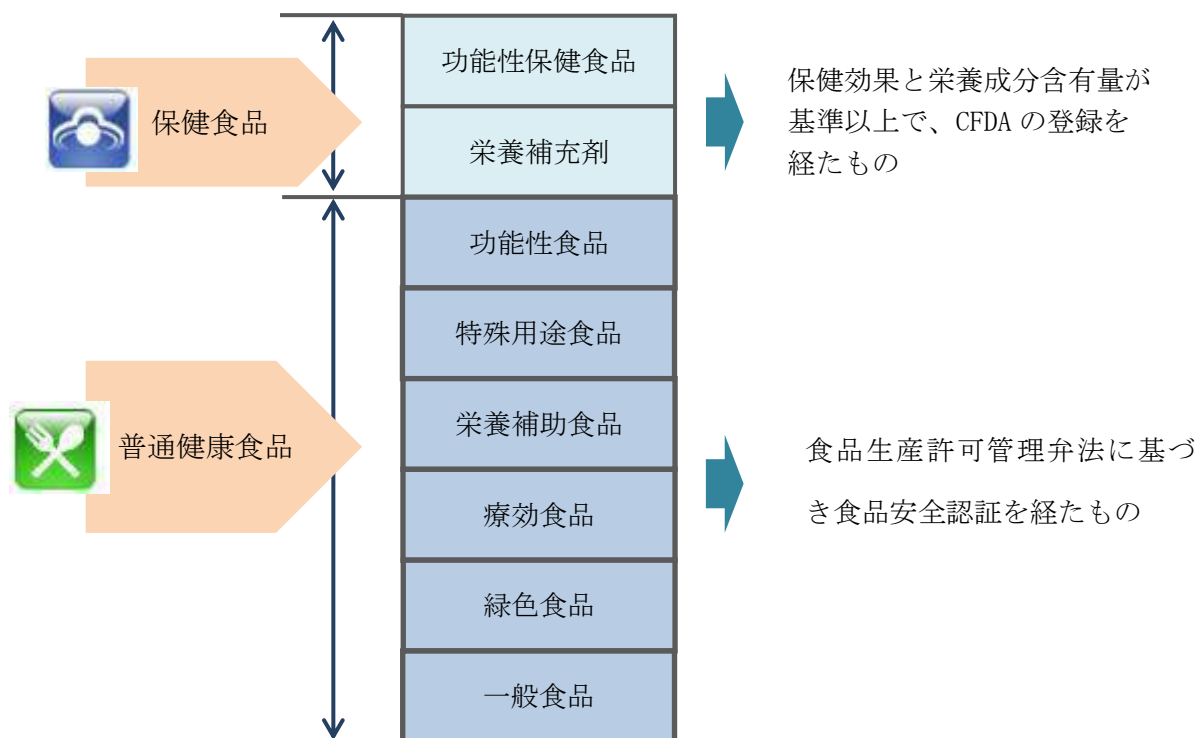 保健食品
功能性保健食品
栄養補充剤
保健効果と栄養成分含有量が
基準以上で、CFDA の登録を
経たもの
普通健康食品
功能性食品
特殊用途食品
栄養補助食品
療効食品
緑色食品
一般食品
食品生産許可管理弁法に基づ
き食品安全認証を経たもの